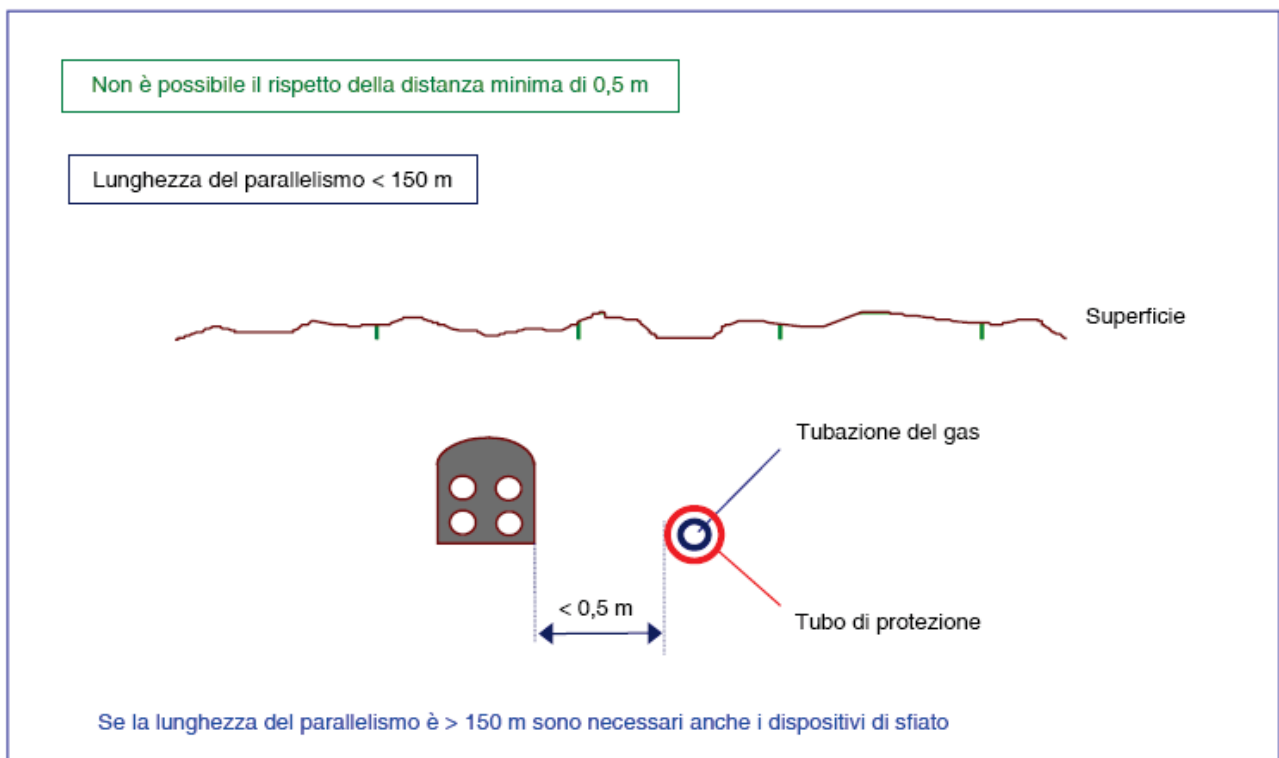 Non è possibile il rispetto della distanza minima di 0,5 m
Lunghezza del parallelismo < 150 m
Superficie
Tubazione del gas
< 0,5 m
Tubo di protezione
Se la lunghezza del parallelismo è > 150 m sono necessari anche i dispositivi di sfiato